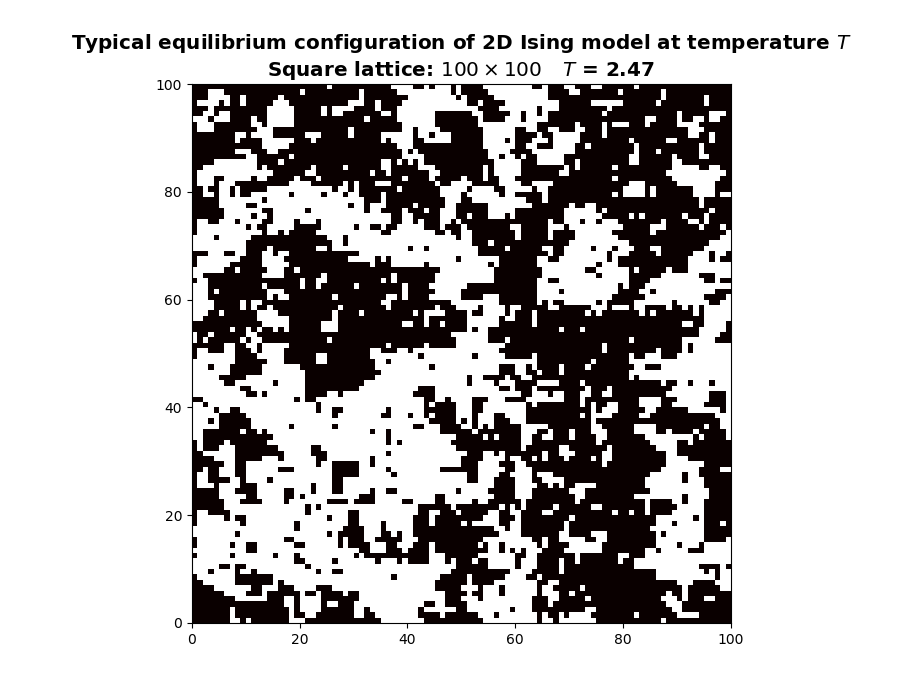 Typical equilibrium configuration of 2D Ising model at temperature T
Square lattice: 100 × 100 T = 2.47
100
80
60
40
20
0
0 20 40 60 80 100